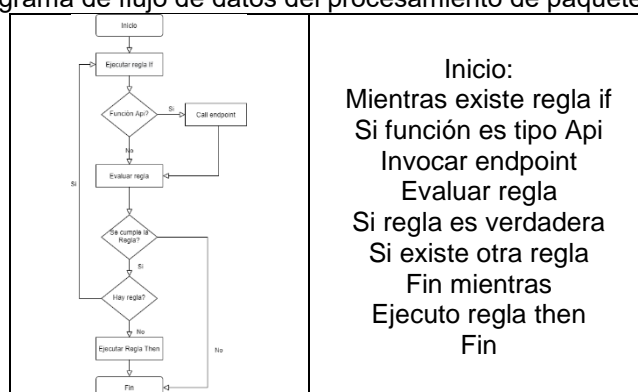 grama de flujo de datos del procesamiento de paquete
Inicio
Ejecutar regla If
Función Api?
Si
Call endpoint
No
Evaluar regla
Si
Se cumple la
Regla?
Si
Hay regla?
No
Ejecutar Regla Then
No
Fin
Inicio:
Mientras existe regla if
Si función es tipo Api
Invocar endpoint
Evaluar regla
Si regla es verdadera
Si existe otra regla
Fin mientras
Ejecuto regla then
Fin